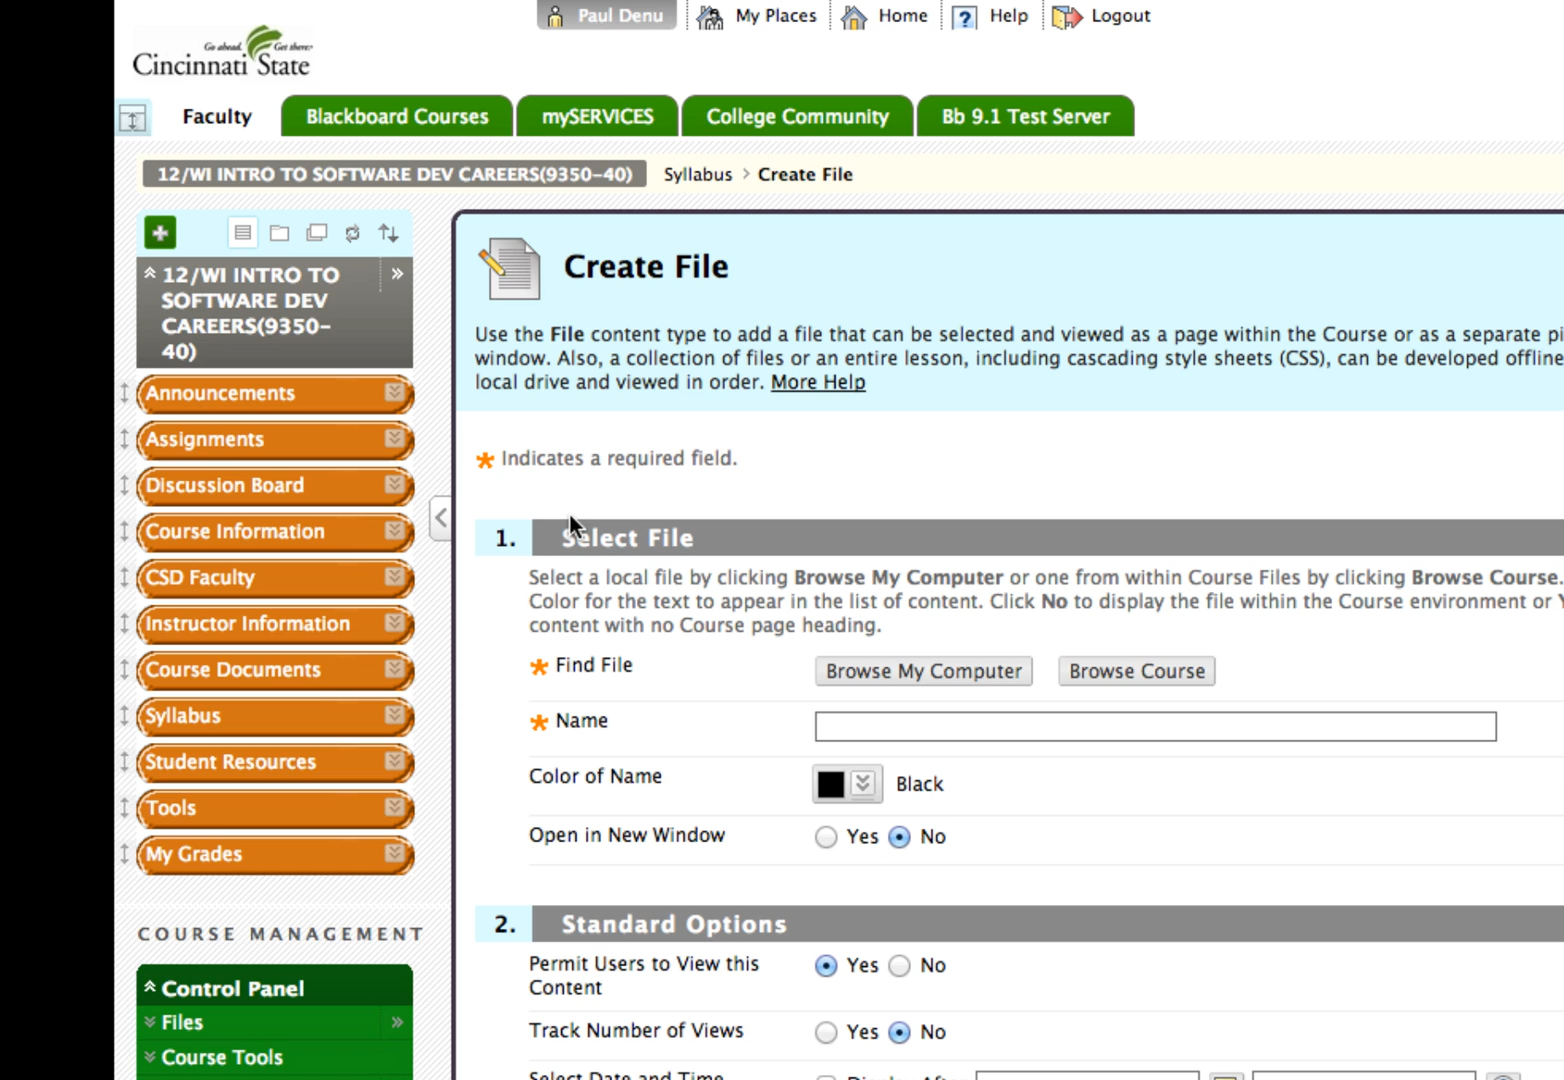 Paul Denu My Places Home Help Logout
Go ahead. Get there.
Cincinnati State
Faculty Blackboard Courses mySERVICES College Community Bb 9.1 Test Server
12/WI INTRO TO SOFTWARE DEV CAREERS(9350-40) Syllabus > Create File
12/WI INTRO TO
SOFTWARE DEV
CAREERS(9350-
40)
Announcements
Assignments
Discussion Board
Course Information
CSD Faculty
Instructor Information
Course Documents
Syllabus
Student Resources
Tools
My Grades
COURSE MANAGEMENT
Control Panel
Files
Course Tools
Create File
Use the File content type to add a file that can be selected and viewed as a page within the Course or as a separate
window. Also, a collection of files or an entire lesson, including cascading style sheets (CSS), can be developed offline
local drive and viewed in order. More Help
* Indicates a required field.
1. Select File
Select a local file by clicking Browse My Computer or one from within Course Files by clicking Browse Course.
Color for the text to appear in the list of content. Click No to display the file within the Course environment or
content with no Course page heading.
* Find File Browse My Computer Browse Course
* Name
Color of Name Black
Open in New Window Yes No
2. Standard Options
Permit Users to View this
Content
Yes No
Track Number of Views Yes No
Select Date and Time Display After